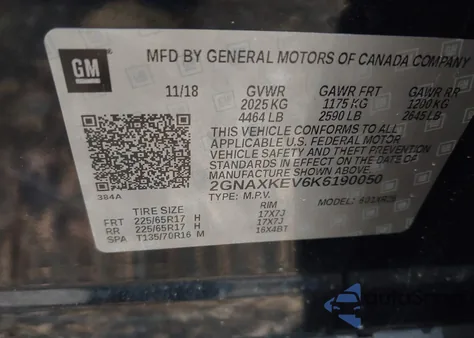 GM
MFD BY GENERAL MOTORS OF CANADA COMPANY
11/18 GVWR GAWR FRT GAWR RR
2025 KG 1175 KG 1200 KG
4464 LB 2590 LB 2645 LB
THIS VEHICLE CONFORMS TO ALL
APPLICABLE U.S. FEDERAL MOTOR
VEHICLE SAFETY BUMPER, AND THEFT PREVENTION
STANDARDS IN EFFECT ON THE DATE OF
MANUFACTURE SHOWN ABOVE.
384A
2GNAXKEV6K6190050
TYPE: M.P.V. MODEL:
TIRE SIZE RIM
FRT 225/65R17 H 17X7J
RR 225/65R17 H 17X7J
SPA T135/70R16 M 16X4BT